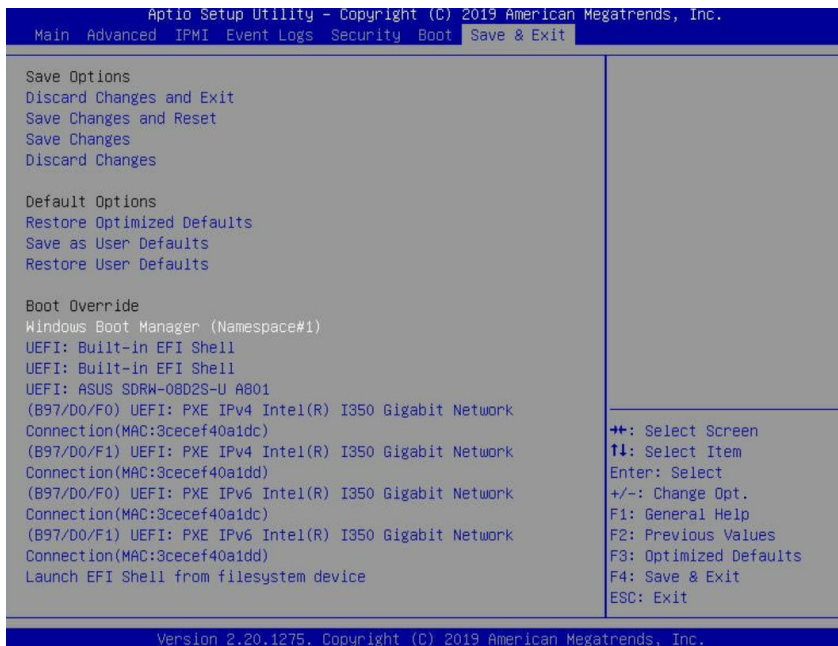 Aptio Setup Utility – Copyright (C) 2019 American Megatrends, Inc.
Main Advanced IPMI Event Logs Security Boot Save & Exit
Save Options
Discard Changes and Exit
Save Changes and Reset
Save Changes
Discard Changes
Default Options
Restore Optimized Defaults
Save as User Defaults
Restore User Defaults
Boot Override
Windows Boot Manager (Namespace#1)
UEFI: Built-in EFI Shell
UEFI: Built-in EFI Shell
UEFI: ASUS SDRW-08D2S-U A801
(B97/D0/F0) UEFI: PXE IPv4 Intel(R) I350 Gigabit Network
Connection(MAC:3cecef40a1dc)
(B97/D0/F1) UEFI: PXE IPv4 Intel(R) I350 Gigabit Network
Connection(MAC:3cecef40a1dd)
(B97/D0/F0) UEFI: PXE IPv6 Intel(R) I350 Gigabit Network
Connection(MAC:3cecef40a1dc)
(B97/D0/F1) UEFI: PXE IPv6 Intel(R) I350 Gigabit Network
Connection(MAC:3cecef40a1dd)
Launch EFI Shell from filesystem device
→←: Select Screen
↑↓: Select Item
Enter: Select
+/-: Change Opt.
F1: General Help
F2: Previous Values
F3: Optimized Defaults
F4: Save & Exit
ESC: Exit
Version 2.20.1275. Copyright (C) 2019 American Megatrends, Inc.